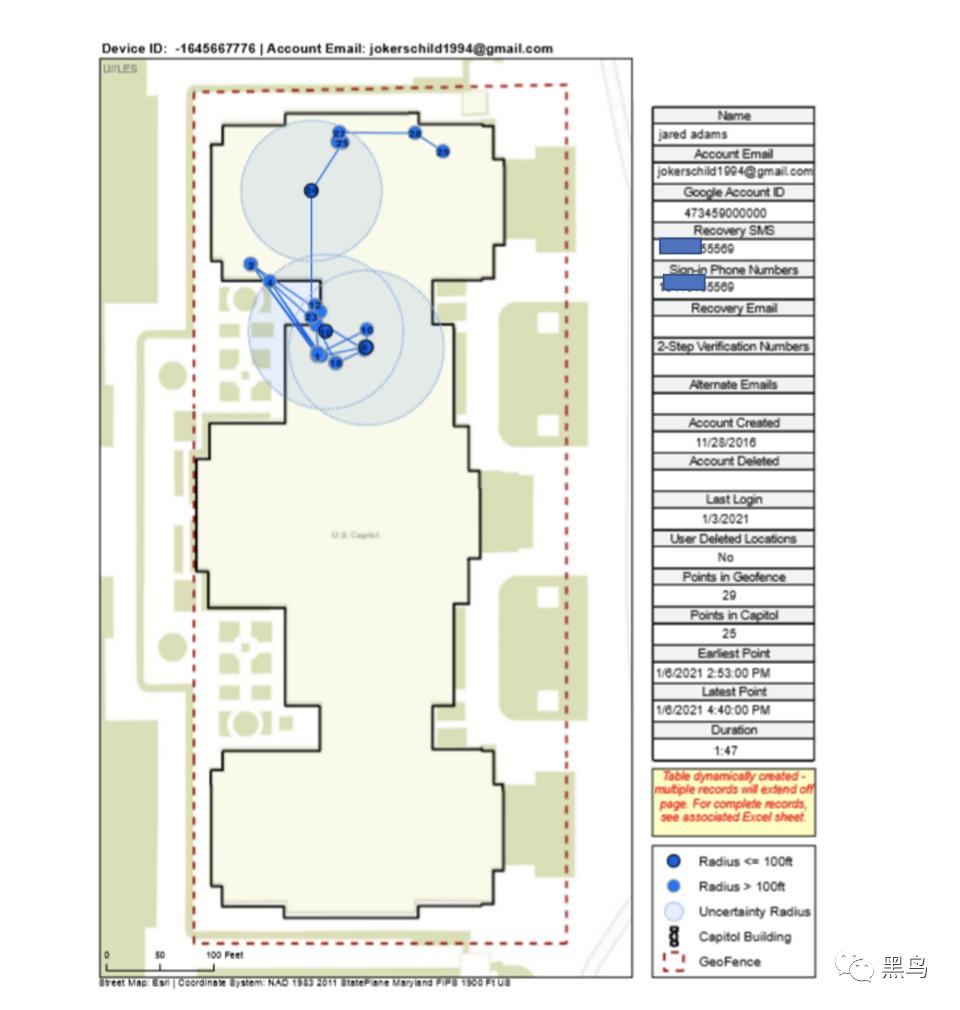 Device ID: -1645667776 | Account Email: jokerschild1994@gmail.com
U//LES
27
25
28
29
24
2
4
12
23
10
1
18
U.S. Capitol
0 50 100 Feet
Street Map: Esri | Coordinate System: NAD 1983 2011 StatePlane Maryland FIPS 1900 Ft US
Name
jared adams
Account Email
jokerschild1994@gmail.com
Google Account ID
473459000000
Recovery SMS
55569
Sign-in Phone Numbers
5569
Recovery Email
2-Step Verification Numbers
Alternate Emails
Account Created
11/28/2016
Account Deleted
Last Login
1/3/2021
User Deleted Locations
No
Points in Geofence
29
Points in Capitol
25
Earliest Point
1/6/2021 2:53:00 PM
Latest Point
1/6/2021 4:40:00 PM
Duration
1:47
Table dynamically created -
multiple records will extend off
page. For complete records,
see associated Excel sheet.
Radius <= 100ft
Radius > 100ft
Uncertainty Radius
Capitol Building
GeoFence
黑鸟